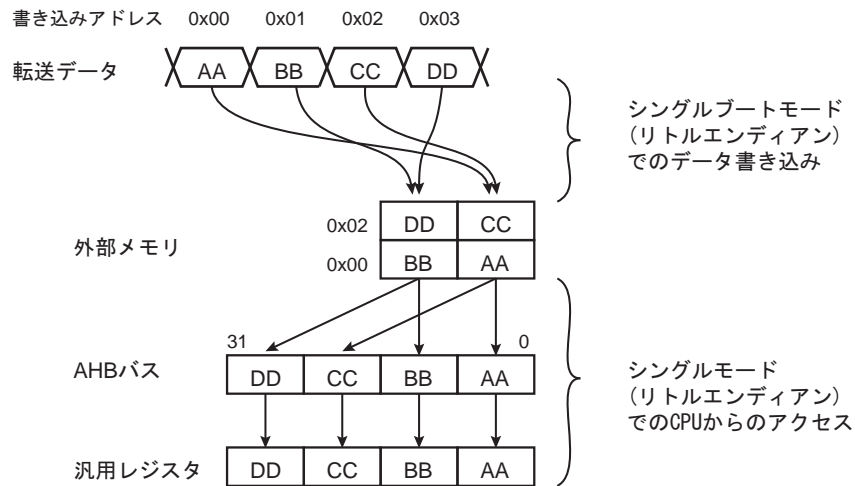 書き込みアドレス 0x00 0x01 0x02 0x03
転送データ AA BB CC DD
シングルブートモード
(リトルエンディアン)
でのデータ書き込み
0x02 DD CC
外部メモリ
0x00 BB AA
31 0
AHBバス DD CC BB AA
シングルモード
(リトルエンディアン)
でのCPUからのアクセス
汎用レジスタ DD CC BB AA